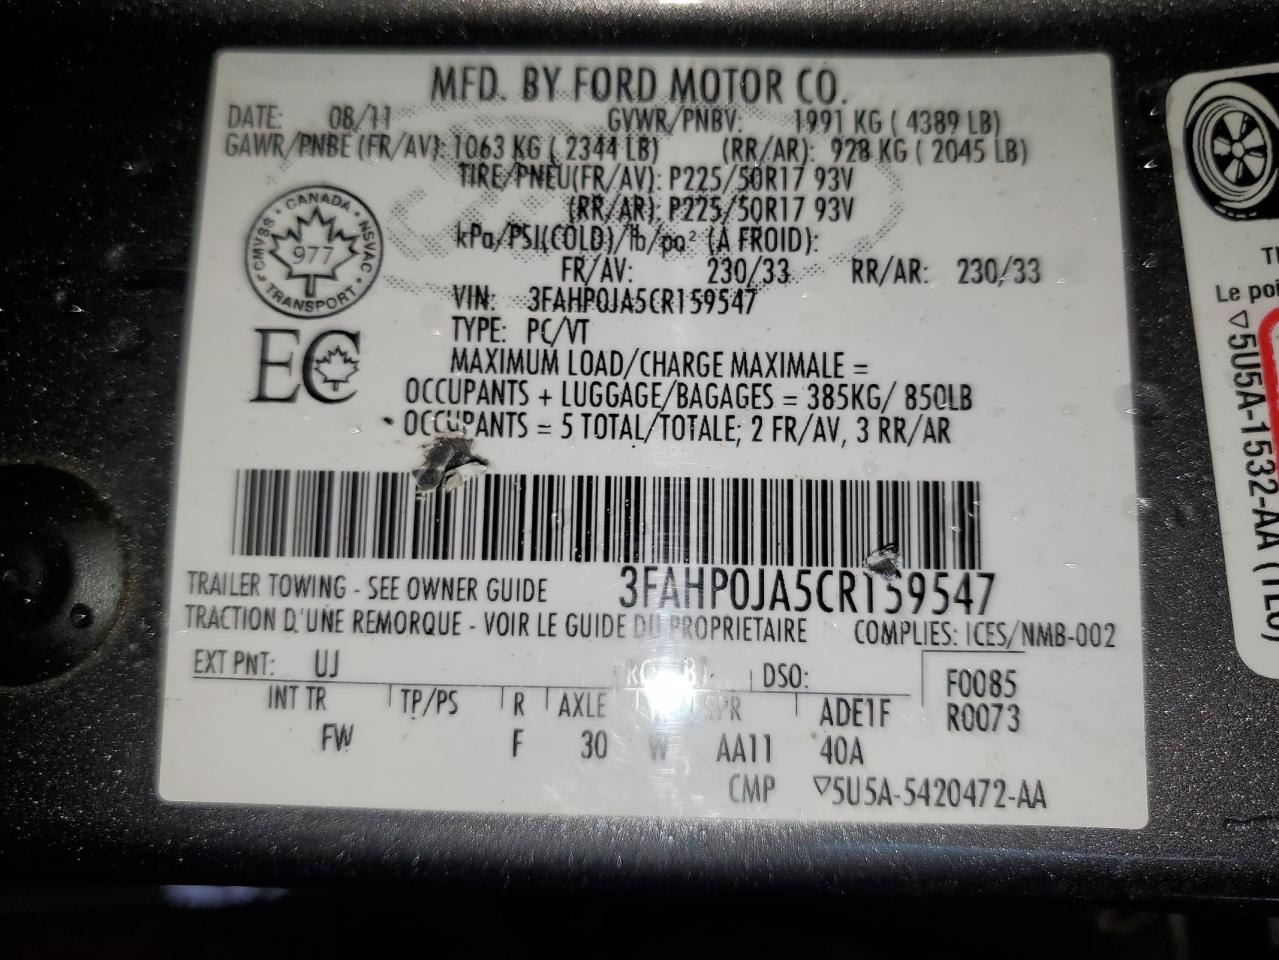 MFD. BY FORD MOTOR CO.
DATE: 08/11 GVWR/PNBV: 1991 KG ( 4389 LB)
GAWR/PNBE (FR/AV): 1063 KG ( 2344 LB) (RR/AR): 928 KG ( 2045 LB)
TIRE/PNEU(FR/AV): P225/50R17 93V
(RR/AR): P225/50R17 93V
kPa/PSI(COLD)/lb/po² (A FROID):
FR/AV: 230/33 RR/AR: 230/33
VIN: 3FAHP0JA5CR159547
TYPE: PC/VT
MAXIMUM LOAD/CHARGE MAXIMALE =
OCCUPANTS + LUGGAGE/BAGAGES = 385KG/ 850LB
OCCUPANTS = 5 TOTAL/TOTALE; 2 FR/AV, 3 RR/AR
CANADA · NSVAC · TRANSPORT · CMVSS
977
EC
3FAHP0JA5CR159547
TRAILER TOWING - SEE OWNER GUIDE
TRACTION D'UNE REMORQUE - VOIR LE GUIDE DU PROPRIETAIRE
COMPLIES: ICES/NMB-002
EXT PNT: UJ DSO:
F0085
INT TR TP/PS R AXLE SPR ADE1F R0073
FW F 30 W AA11 40A
CMP ▽5U5A-5420472-AA
Le poi
▽5U5A-1532-AA (TL6)